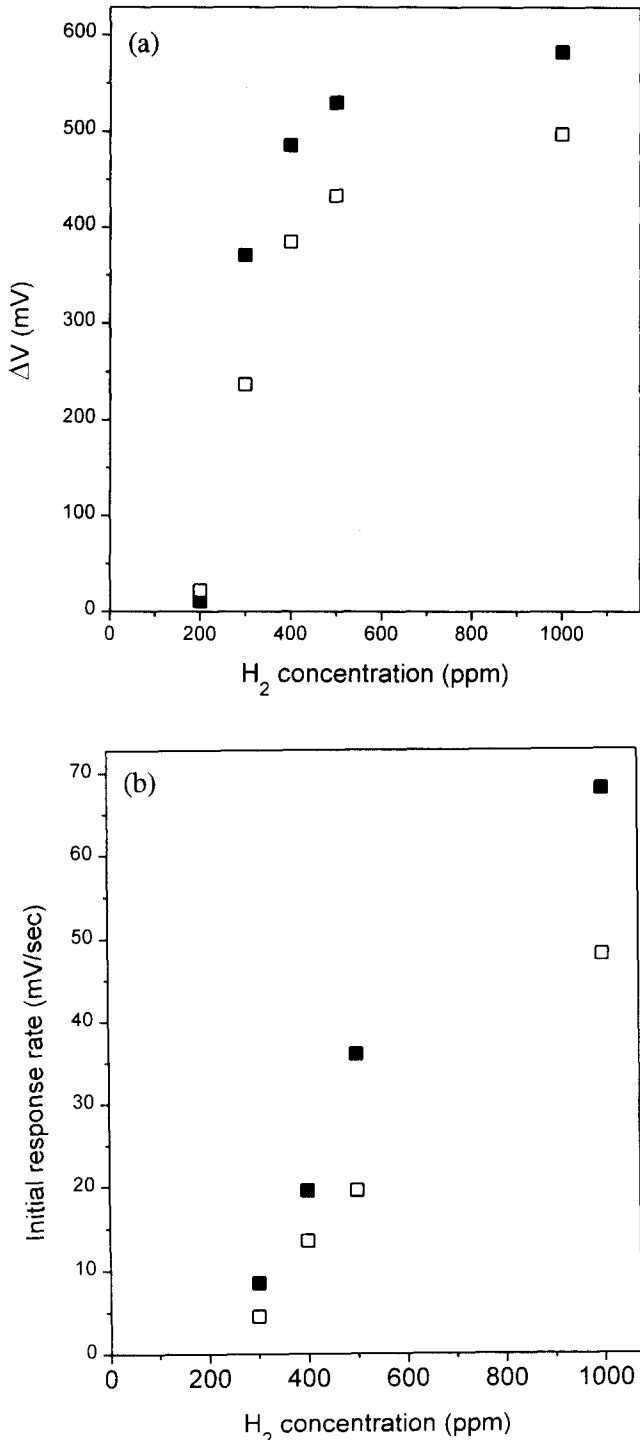 (a)
600
500
400
300
200
100
0
ΔV (mV)
0 200 400 600 800 1000
H₂ concentration (ppm)
(b)
70
60
50
40
30
20
10
0
Initial response rate (mV/sec)
0 200 400 600 800 1000
H₂ concentration (ppm)